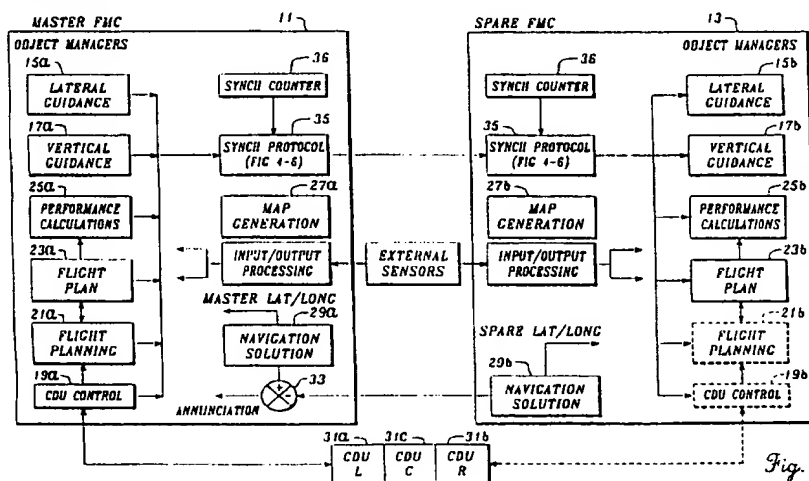 MASTER FMC
11
OBJECT MANAGERS
15a
LATERAL
GUIDANCE
17a
VERTICAL
GUIDANCE
25a
PERFORMANCE
CALCULATIONS
23a
FLIGHT
PLAN
21a
FLIGHT
PLANNING
19a
CDU CONTROL
36
SYNCH COUNTER
35
SYNCH PROTOCOL
(FIG 4-6)
27a
MAP
GENERATION
INPUT/OUTPUT
PROCESSING
MASTER LAT/LONG
29a
NAVIGATION
SOLUTION
33
+
-
ANNUNCIATION
EXTERNAL
SENSORS
SPARE FMC
13
OBJECT MANAGERS
36
SYNCH COUNTER
35
SYNCH PROTOCOL
(FIG 4-6)
27b
MAP
GENERATION
INPUT/OUTPUT
PROCESSING
SPARE LAT/LONG
29b
NAVIGATION
SOLUTION
15b
LATERAL
GUIDANCE
17b
VERTICAL
GUIDANCE
25b
PERFORMANCE
CALCULATIONS
23b
FLIGHT
PLAN
21b
FLIGHT
PLANNING
19b
CDU CONTROL
31a 31c 31b
CDU L
CDU C
CDU R
Fig.